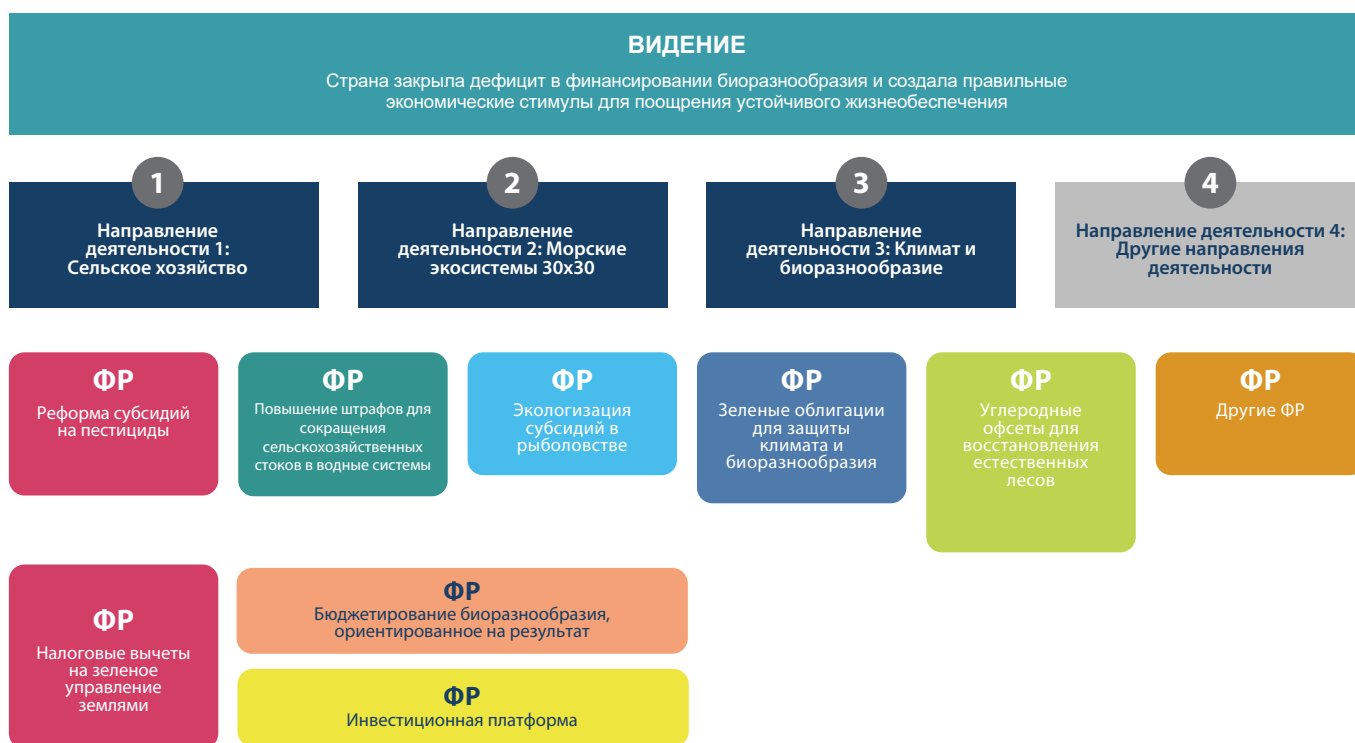 ВИДЕНИЕ
Страна закрыла дефицит в финансировании биоразнообразия и создала правильные
экономические стимулы для поощрения устойчивого жизнеобеспечения
1
Направление
деятельности 1:
Сельское хозяйство
2
Направление
деятельности 2: Морские
экосистемы 30x30
3
Направление
деятельности 3: Климат и
биоразнообразие
4
Направление деятельности 4:
Другие направления
деятельности
ФР
Реформа субсидий
на пестициды
ФР
Повышение штрафов для
сокращения
сельскохозяйственных
стоков в водные системы
ФР
Экологизация
субсидий в
рыболовстве
ФР
Зеленые облигации
для защиты
климата и
биоразнообразия
ФР
Углеродные
офсеты для
восстановления
естественных
лесов
ФР
Другие ФР
ФР
Налоговые вычеты
на зеленое
управление
землями
ФР
Бюджетирование биоразнообразия,
ориентированное на результат
ФР
Инвестиционная платформа